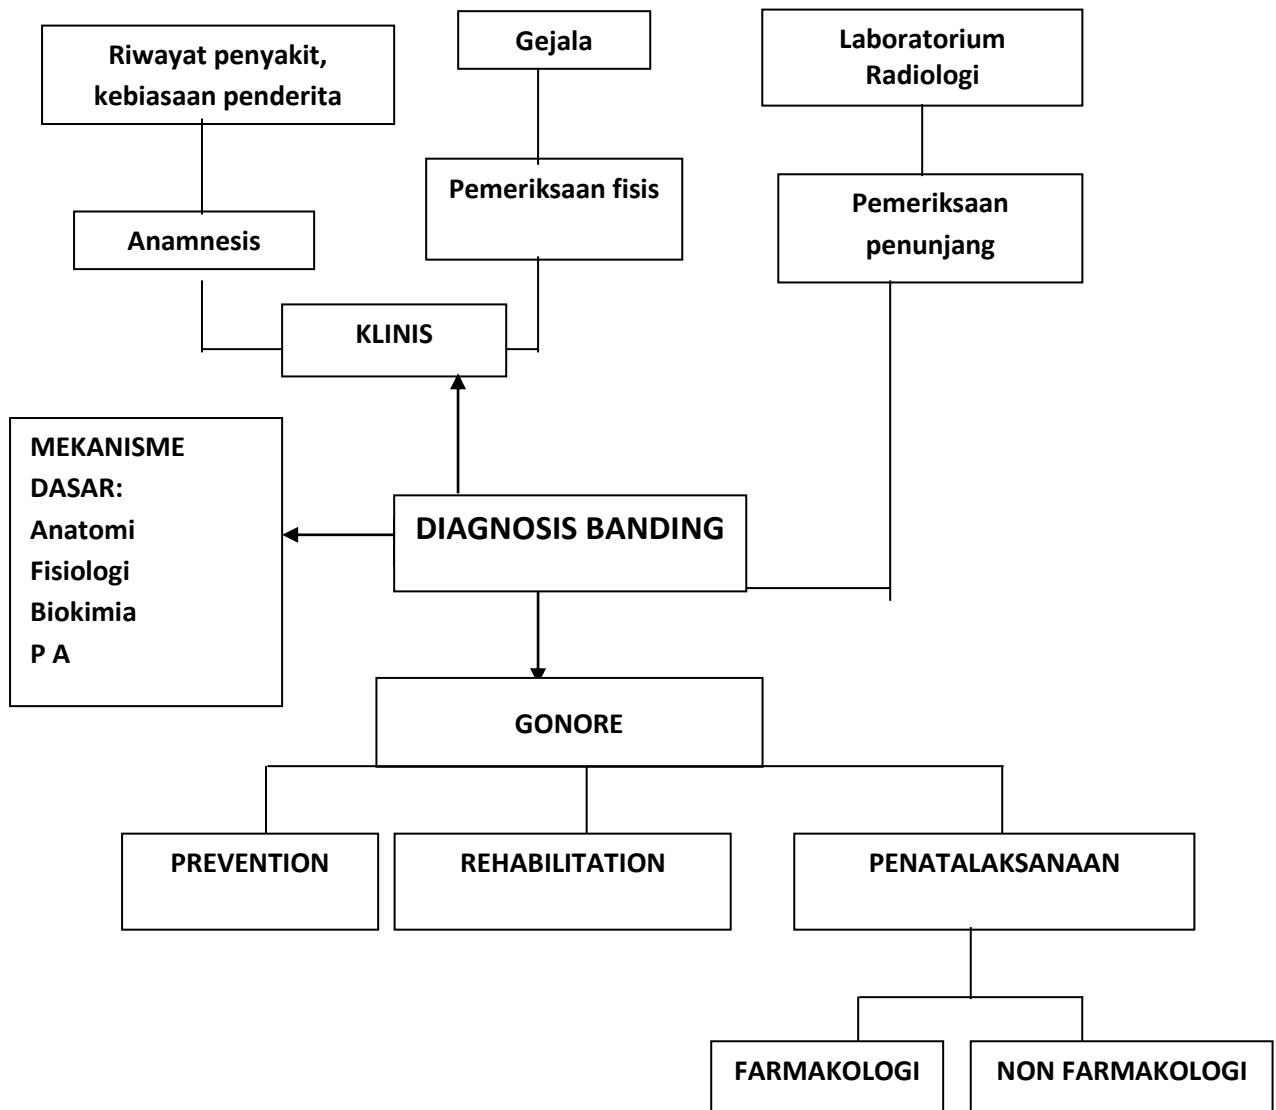 Riwayat penyakit,
kebiasaan penderita
Gejala
Laboratorium
Radiologi
Pemeriksaan fisis
Pemeriksaan
penunjang
Anamnesis
KLINIS
MEKANISME
DASAR:
Anatomi
Fisiologi
Biokimia
P A
DIAGNOSIS BANDING
GONORE
PREVENTION
REHABILITATION
PENATALAKSANAAN
FARMAKOLOGI
NON FARMAKOLOGI